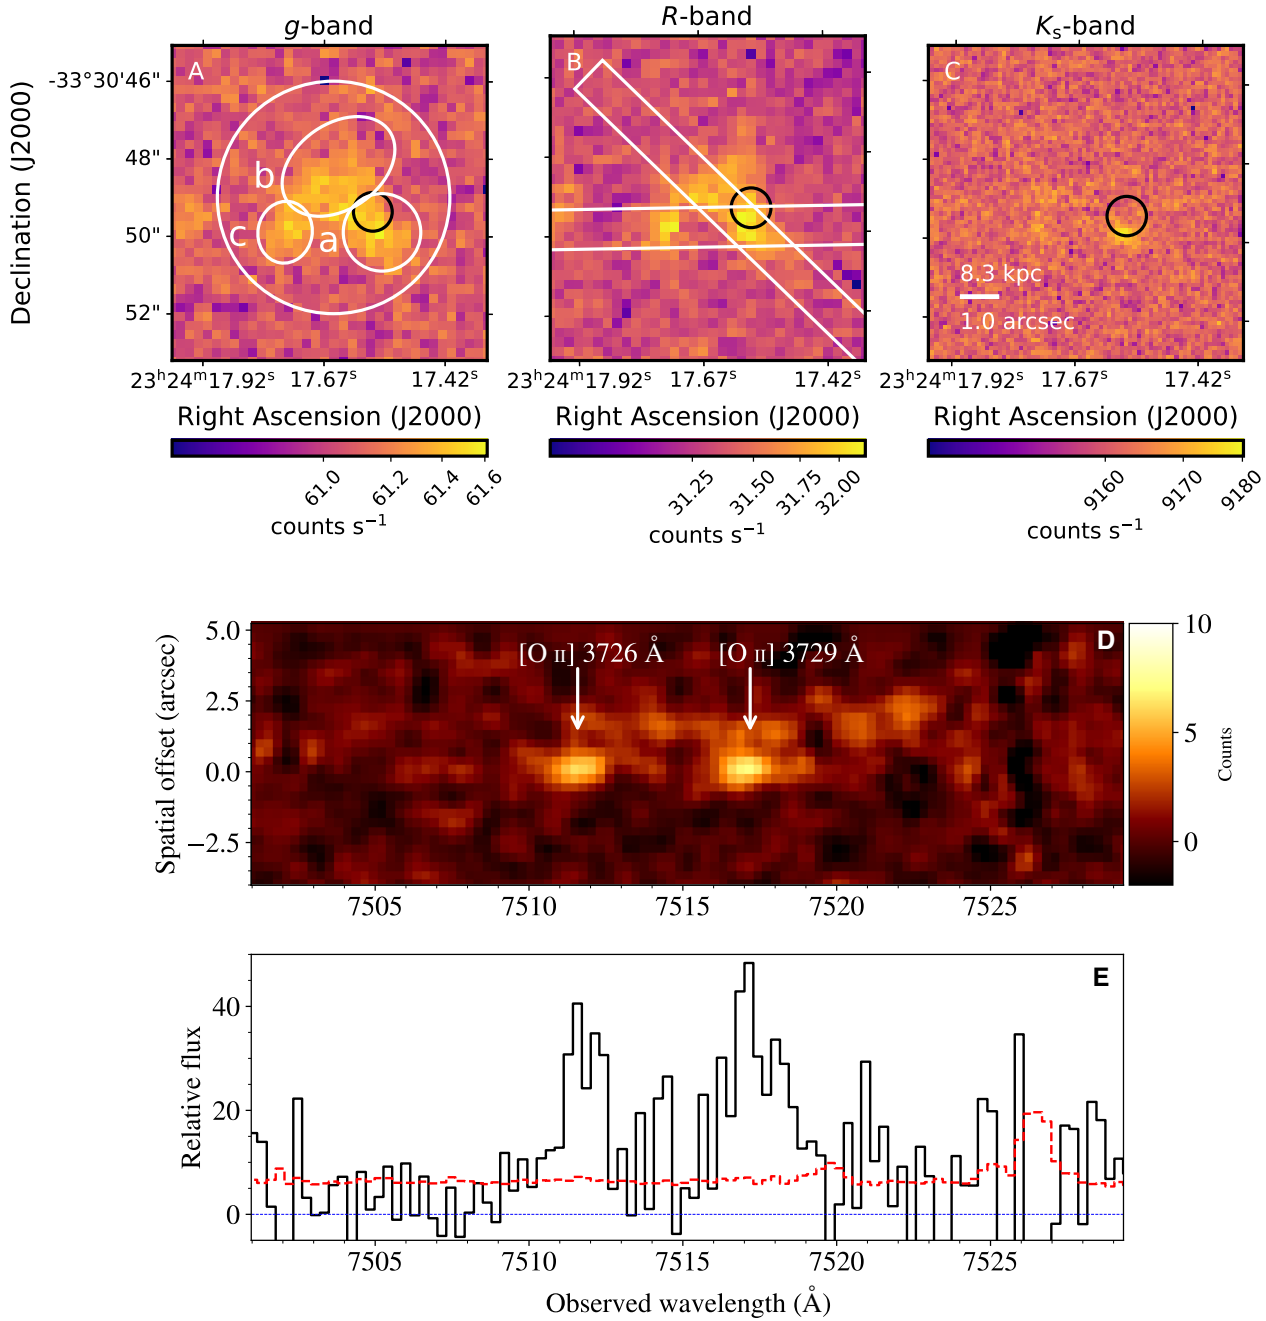 g-band
R-band
Kₛ-band
A
B
C
Declination (J2000)
-33°30'46"
48"
50"
52"
b
c
a
8.3 kpc
1.0 arcsec
23ʰ24ᵐ17.92ˢ 17.67ˢ 17.42ˢ
23ʰ24ᵐ17.92ˢ 17.67ˢ 17.42ˢ
23ʰ24ᵐ17.92ˢ 17.67ˢ 17.42ˢ
Right Ascension (J2000)
Right Ascension (J2000)
Right Ascension (J2000)
61.0 61.2 61.4 61.6
31.25 31.50 31.75 32.00
9160 9170 9180
counts s⁻¹
counts s⁻¹
counts s⁻¹
D
[O II] 3726 Å
[O II] 3729 Å
Spatial offset (arcsec)
5.0
2.5
0.0
−2.5
7505 7510 7515 7520 7525
10
5
0
Counts
E
Relative flux
40
20
0
7505 7510 7515 7520 7525
Observed wavelength (Å)